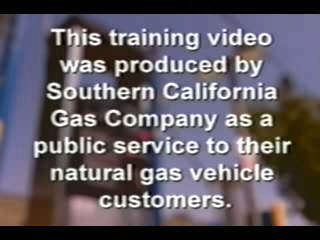 This training video
was produced by
Southern California
Gas Company as a
public service to their
natural gas vehicle
customers.